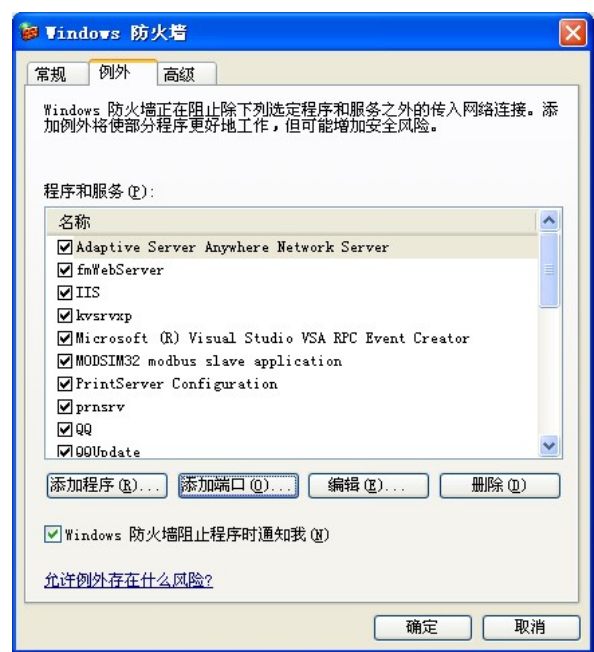 Windows 防火墙
常规 例外 高级
Windows 防火墙正在阻止除下列选定程序和服务之外的传入网络连接。添
加例外将使部分程序更好地工作，但可能增加安全风险。
程序和服务(P):
名称
Adaptive Server Anywhere Network Server
fmWebServer
IIS
kvsrvxp
Microsoft (R) Visual Studio VSA RPC Event Creator
MODSIM32 modbus slave application
PrintServer Configuration
prnsrv
QQ
QQUpdate
添加程序(R)... 添加端口(O)... 编辑(E)... 删除(D)
Windows 防火墙阻止程序时通知我(N)
允许例外存在什么风险?
确定 取消